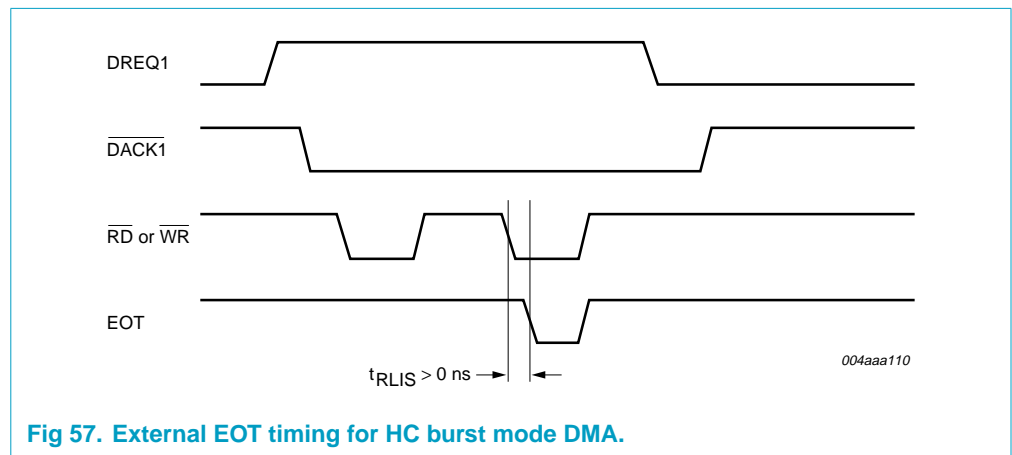 DREQ1
DACK1
RD or WR
EOT
tRLIS > 0 ns
004aaa110
Fig 57. External EOT timing for HC burst mode DMA.